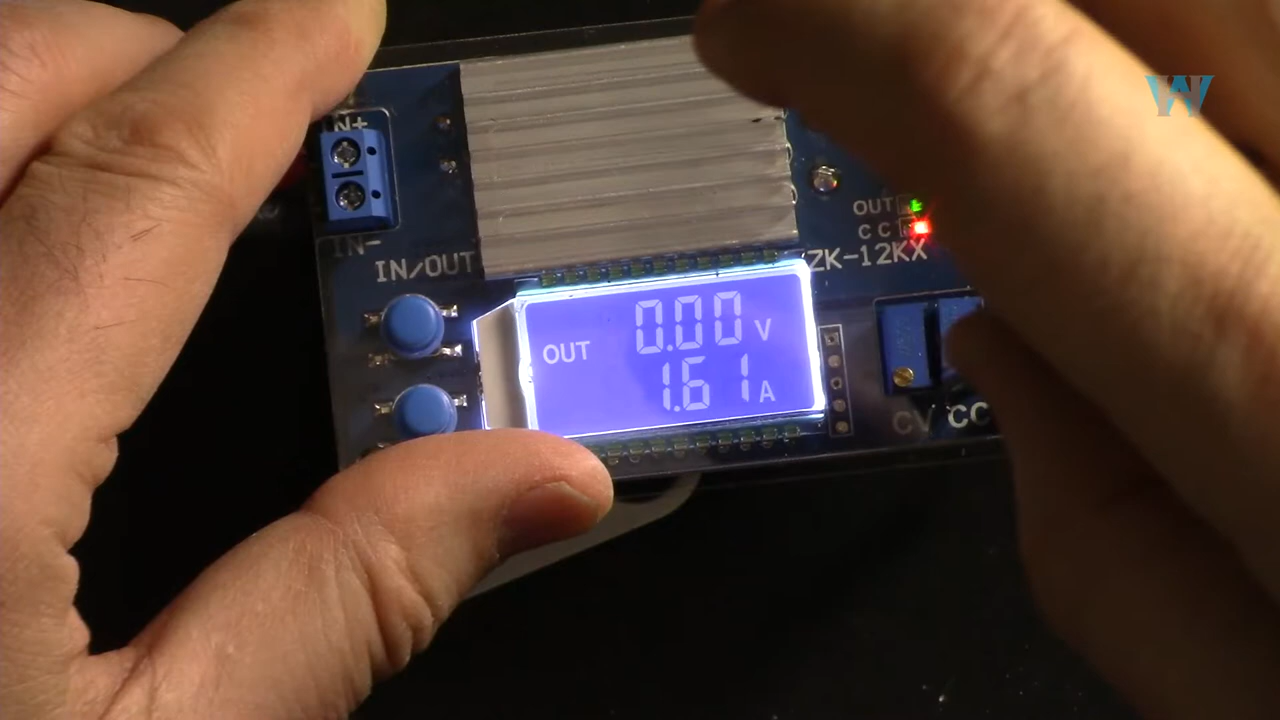 IN+
IN-
IN/OUT
OUT
CC
ZK-12KX
OUT
0.00 V
1.61 A
CV CC
W